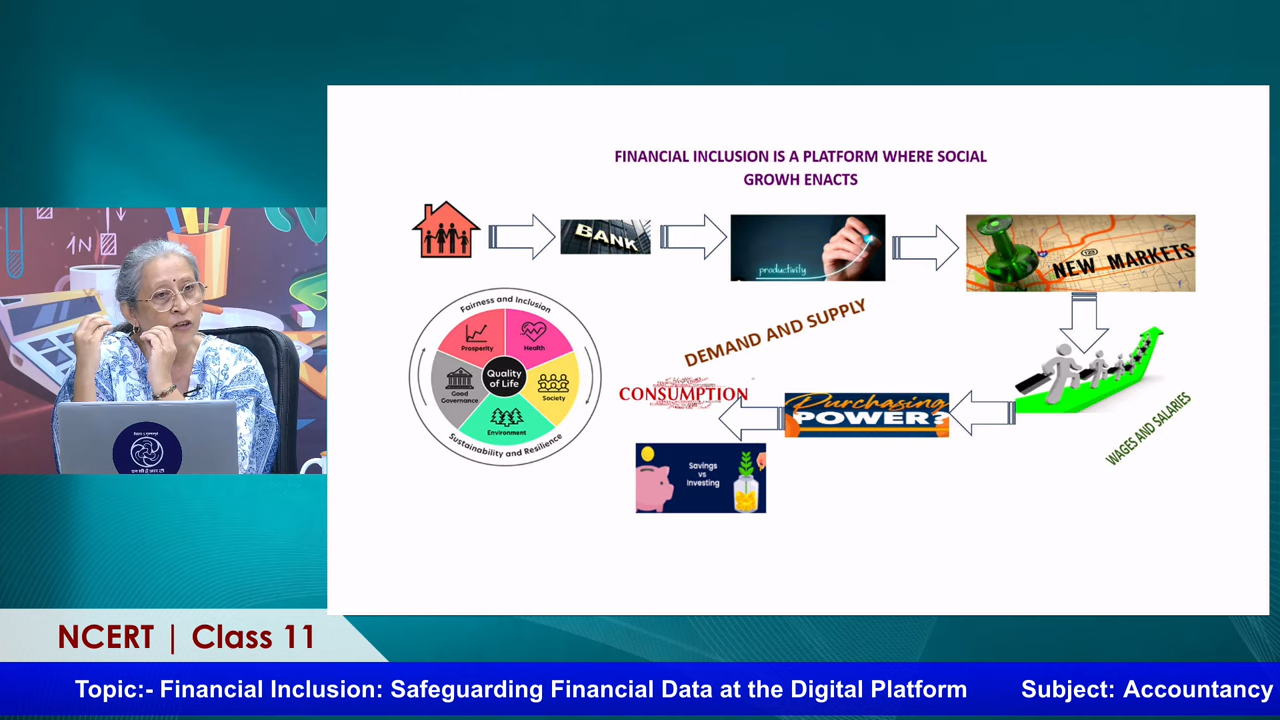 FINANCIAL INCLUSION IS A PLATFORM WHERE SOCIAL
GROWH ENACTS
BANK
productivity
NEW MARKETS
DEMAND AND SUPPLY
Fairness and Inclusion
Prosperity
Health
Quality
of Life
Good
Governance
Society
Environment
Sustainability and Resilience
CONSUMPTION
Purchasing
POWER?
WAGES AND SALARIES
Savings
vs
Investing
1N
NCERT | Class 11
Topic:- Financial Inclusion: Safeguarding Financial Data at the Digital Platform
Subject: Accountancy